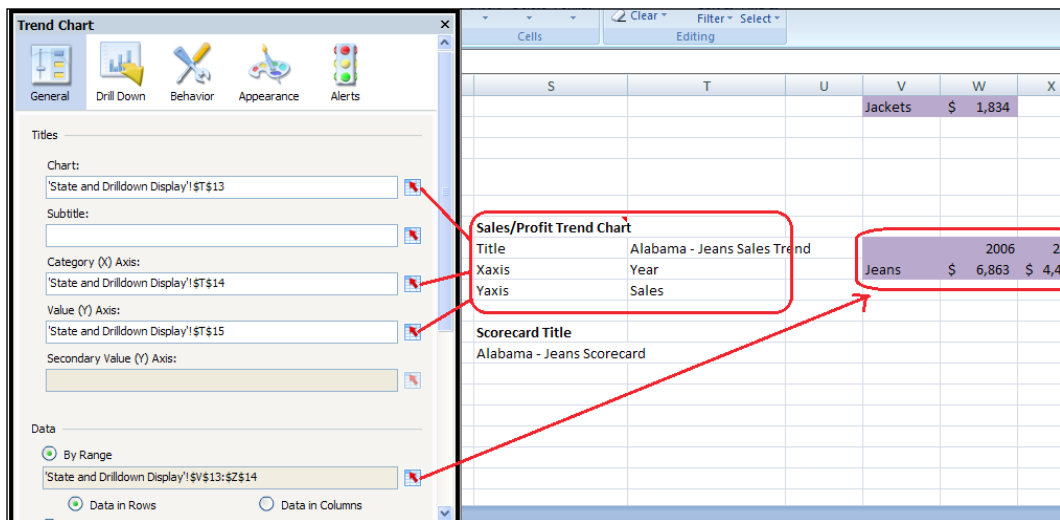 Trend Chart
General Drill Down Behavior Appearance Alerts
Titles
Chart:
'State and Drilldown Display'!$T$13
Subtitle:
Category (X) Axis:
'State and Drilldown Display'!$T$14
Value (Y) Axis:
'State and Drilldown Display'!$T$15
Secondary Value (Y) Axis:
Data
By Range
'State and Drilldown Display'!$V$13:$Z$14
Data in Rows Data in Columns
Clear Filter Select
Cells Editing
S T U V W X
Jackets $ 1,834
Sales/Profit Trend Chart
Title Alabama - Jeans Sales Trend 2006
Xaxis Year Jeans $ 6,863 $
Yaxis Sales
Scorecard Title
Alabama - Jeans Scorecard